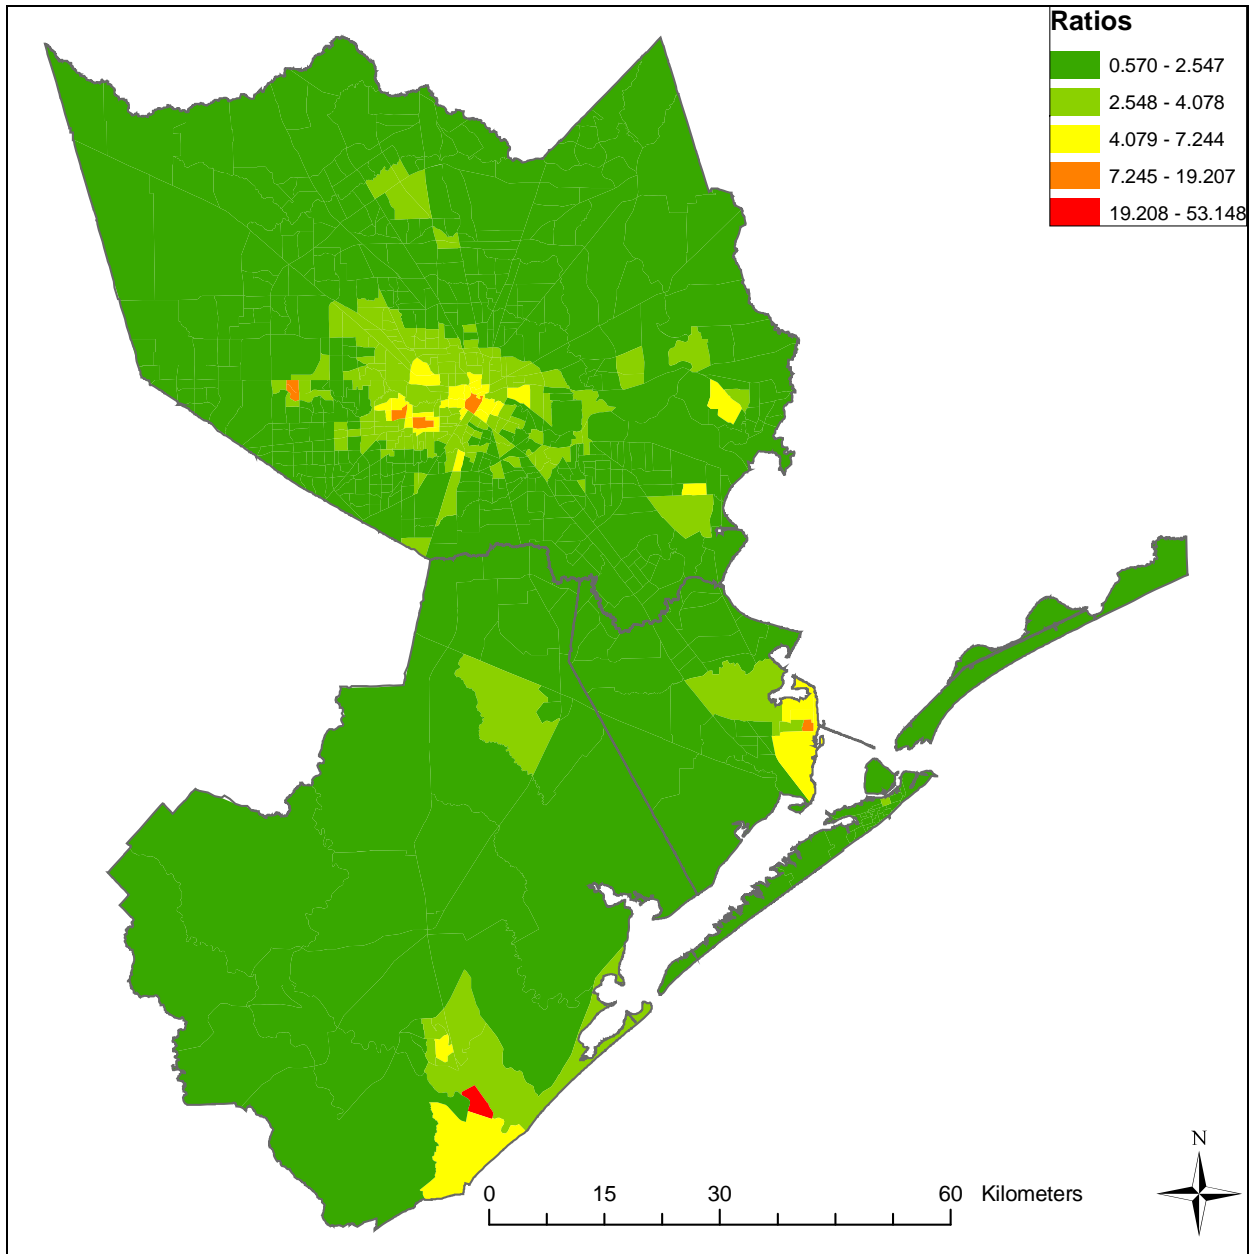 Ratios
0.570 - 2.547
2.548 - 4.078
4.079 - 7.244
7.245 - 19.207
19.208 - 53.148
N
0 15 30 60 Kilometers